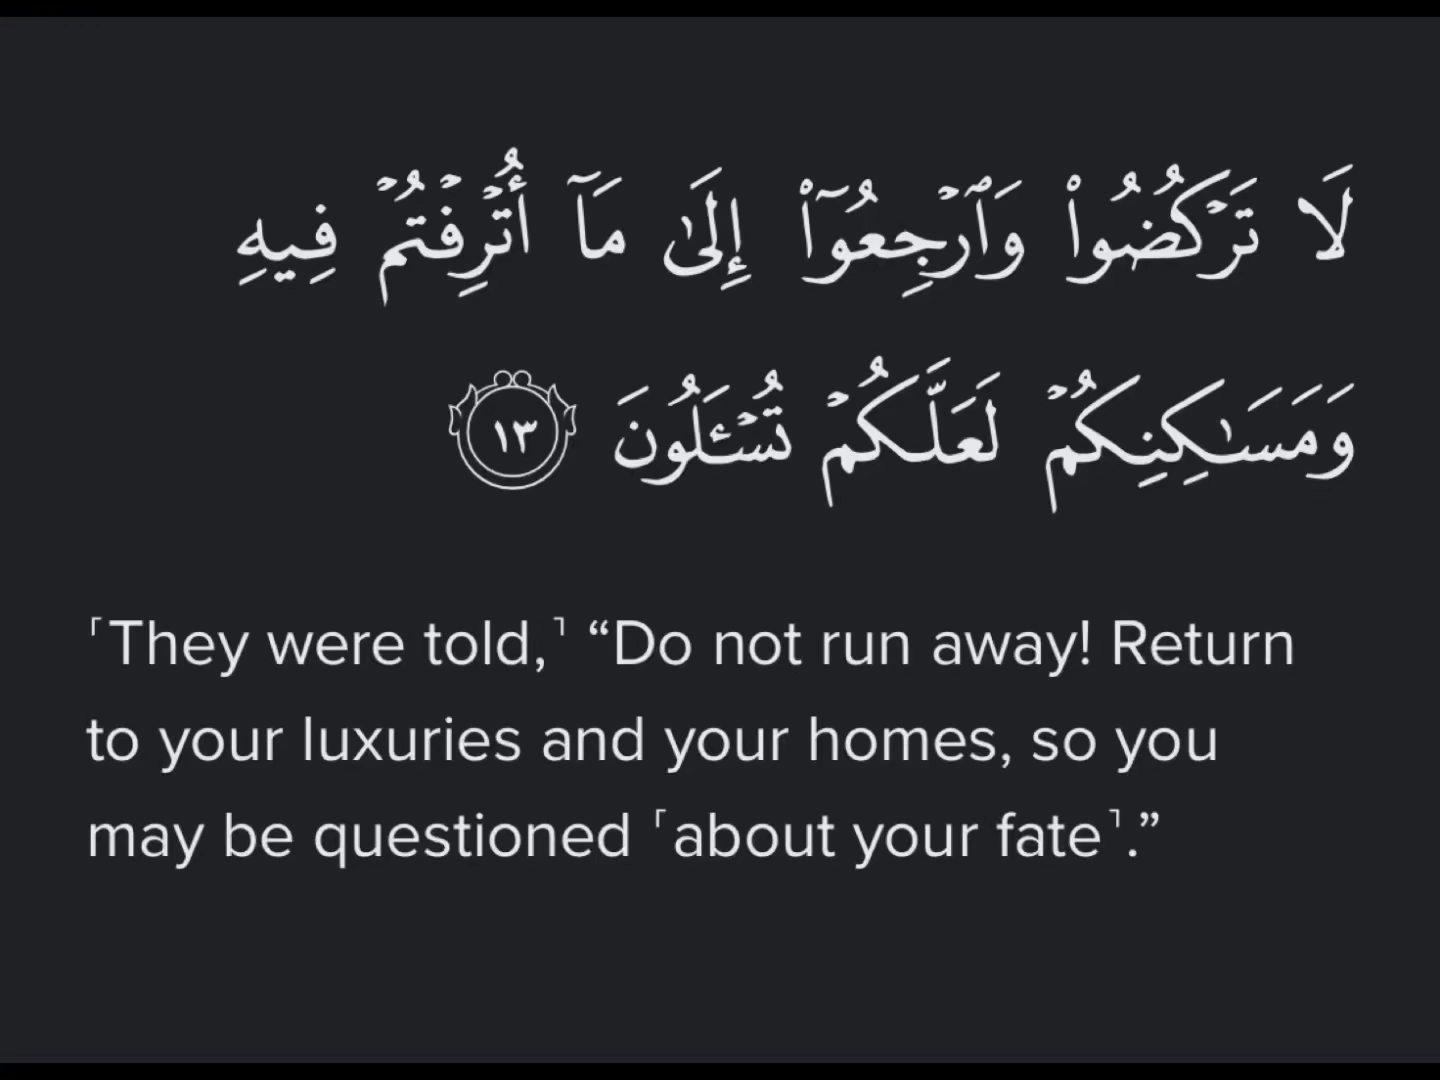 لَا تَرْكُضُوا۟ وَٱرْجِعُوٓا۟ إِلَىٰ مَآ أُتْرِفْتُمْ فِيهِ
وَمَسَـٰكِنِكُمْ لَعَلَّكُمْ تُسْـَٔلُونَ ١٣
⸢They were told,⸣ “Do not run away! Return
to your luxuries and your homes, so you
may be questioned ⸢about your fate⸣.”